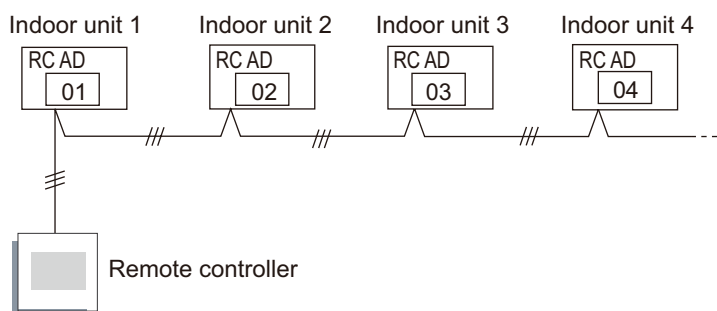 Indoor unit 1 Indoor unit 2 Indoor unit 3 Indoor unit 4
RC AD RC AD RC AD RC AD
01 02 03 04
Remote controller